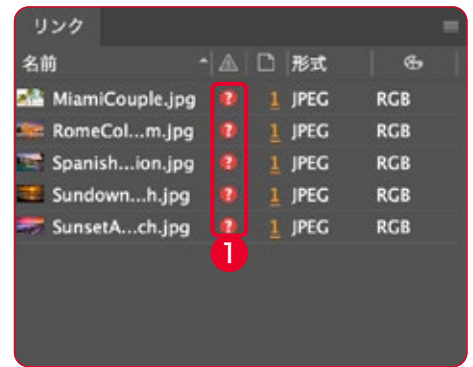 リンク
名前 形式
MiamiCouple.jpg ? 1 JPEG RGB
RomeCol...m.jpg ? 1 JPEG RGB
Spanish...ion.jpg ? 1 JPEG RGB
Sundown...h.jpg ? 1 JPEG RGB
SunsetA...ch.jpg ? 1 JPEG RGB
1